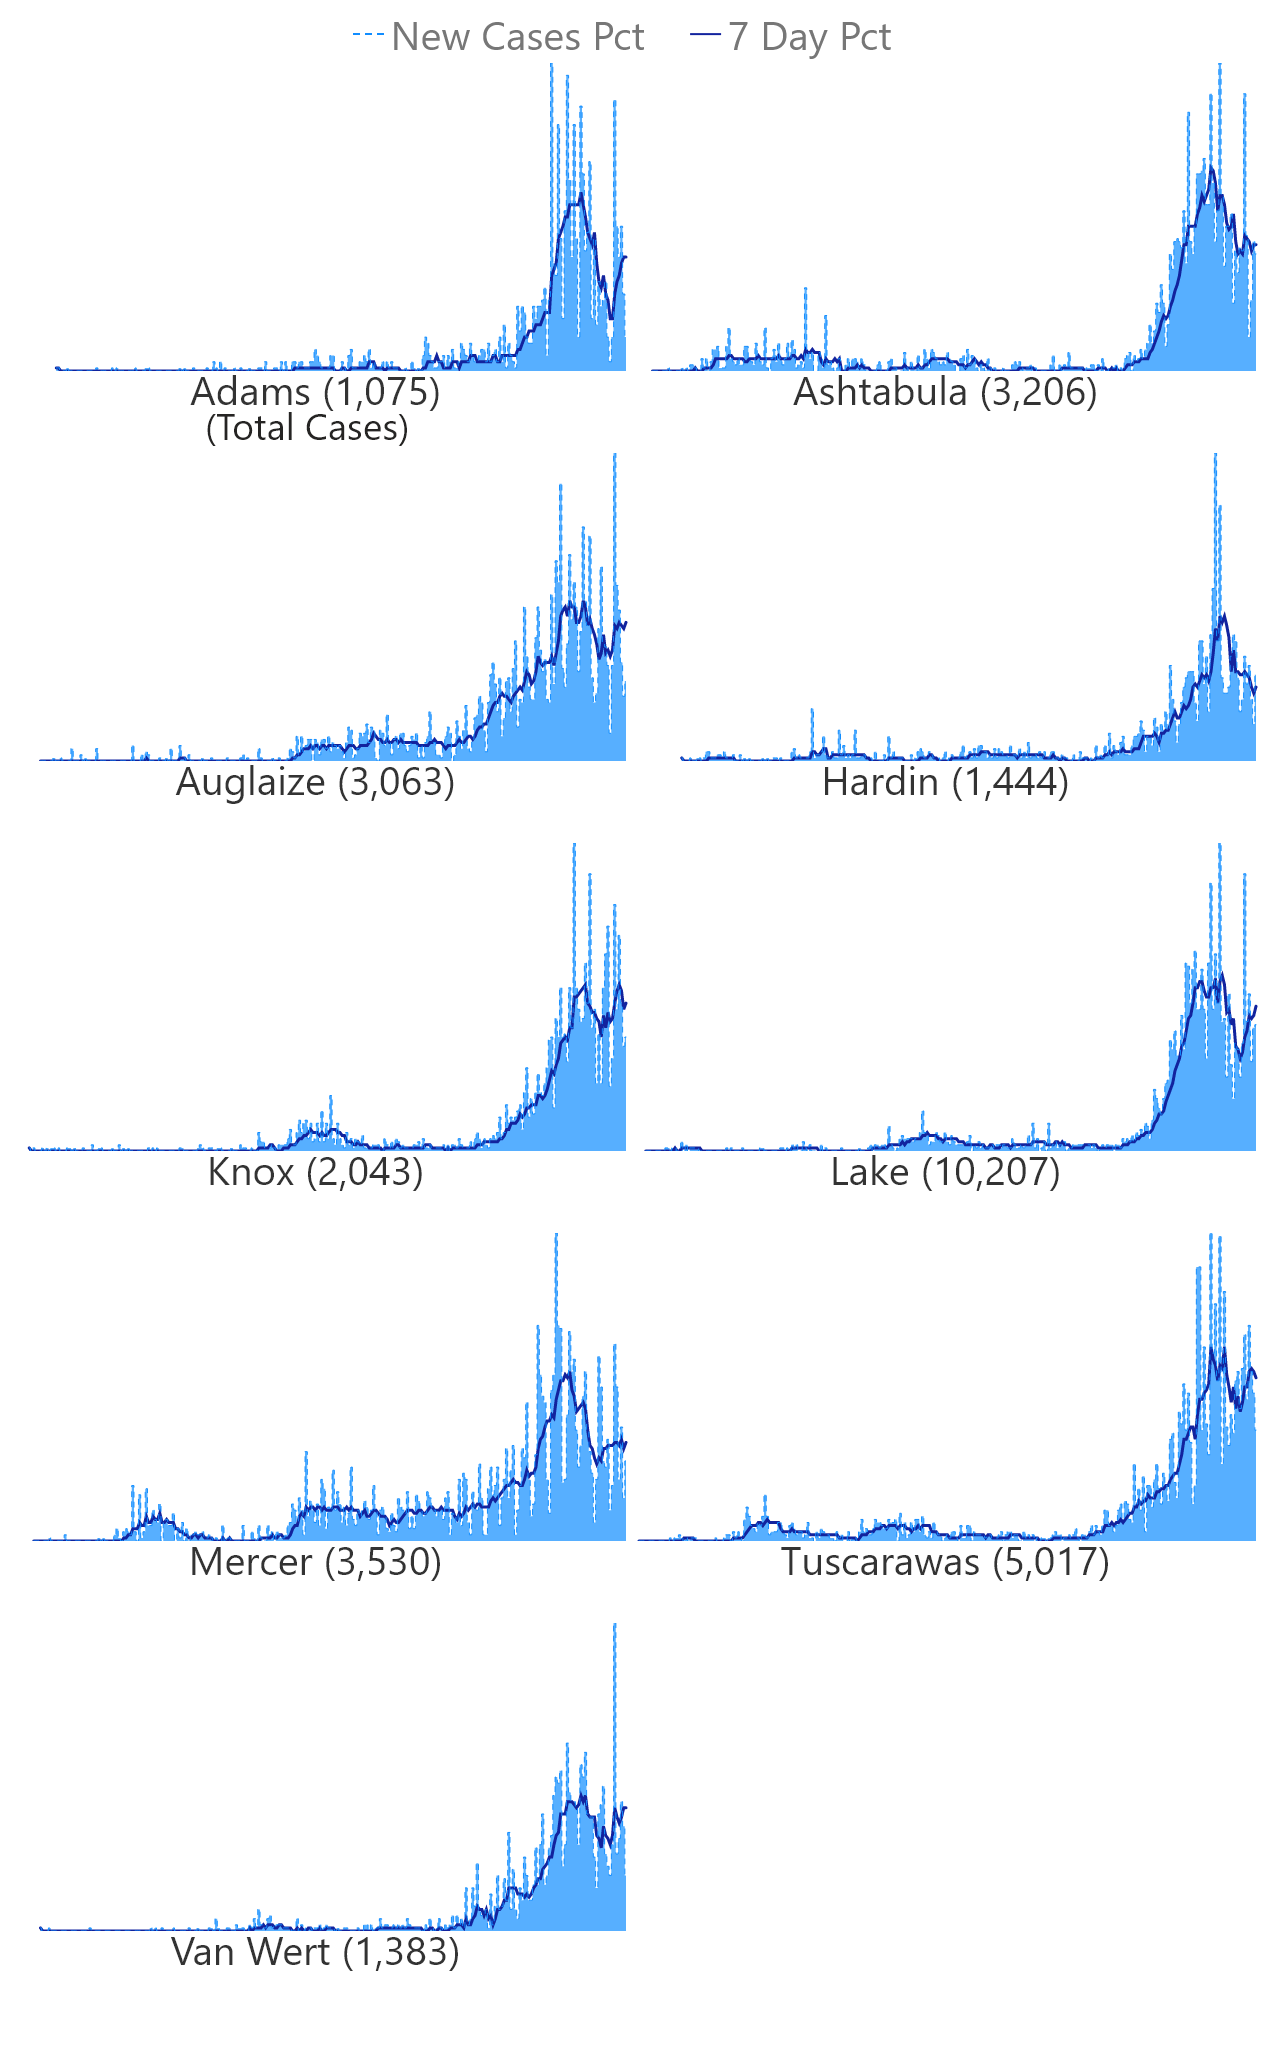 New Cases Pct 7 Day Pct
Adams (1,075) Ashtabula (3,206)
(Total Cases)
Auglaize (3,063) Hardin (1,444)
Knox (2,043) Lake (10,207)
Mercer (3,530) Tuscarawas (5,017)
Van Wert (1,383)